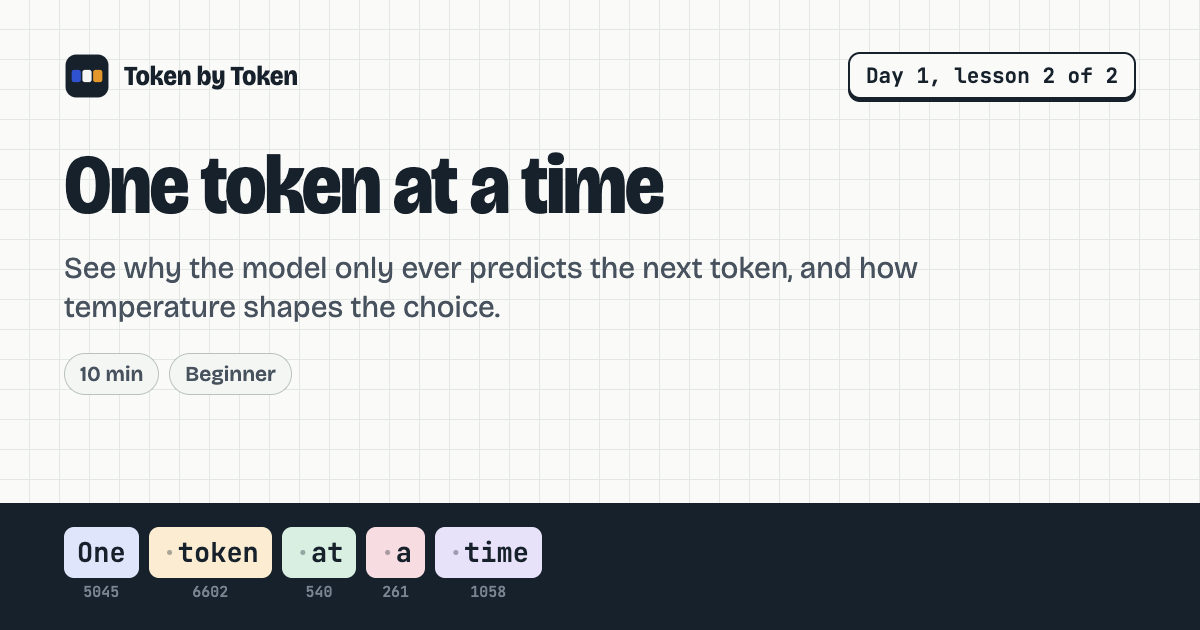 Token by Token
Day 1, lesson 2 of 2
One token at a time
See why the model only ever predicts the next token, and how
temperature shapes the choice.
10 min
Beginner
One ·token ·at ·a ·time
5045 6602 540 261 1058